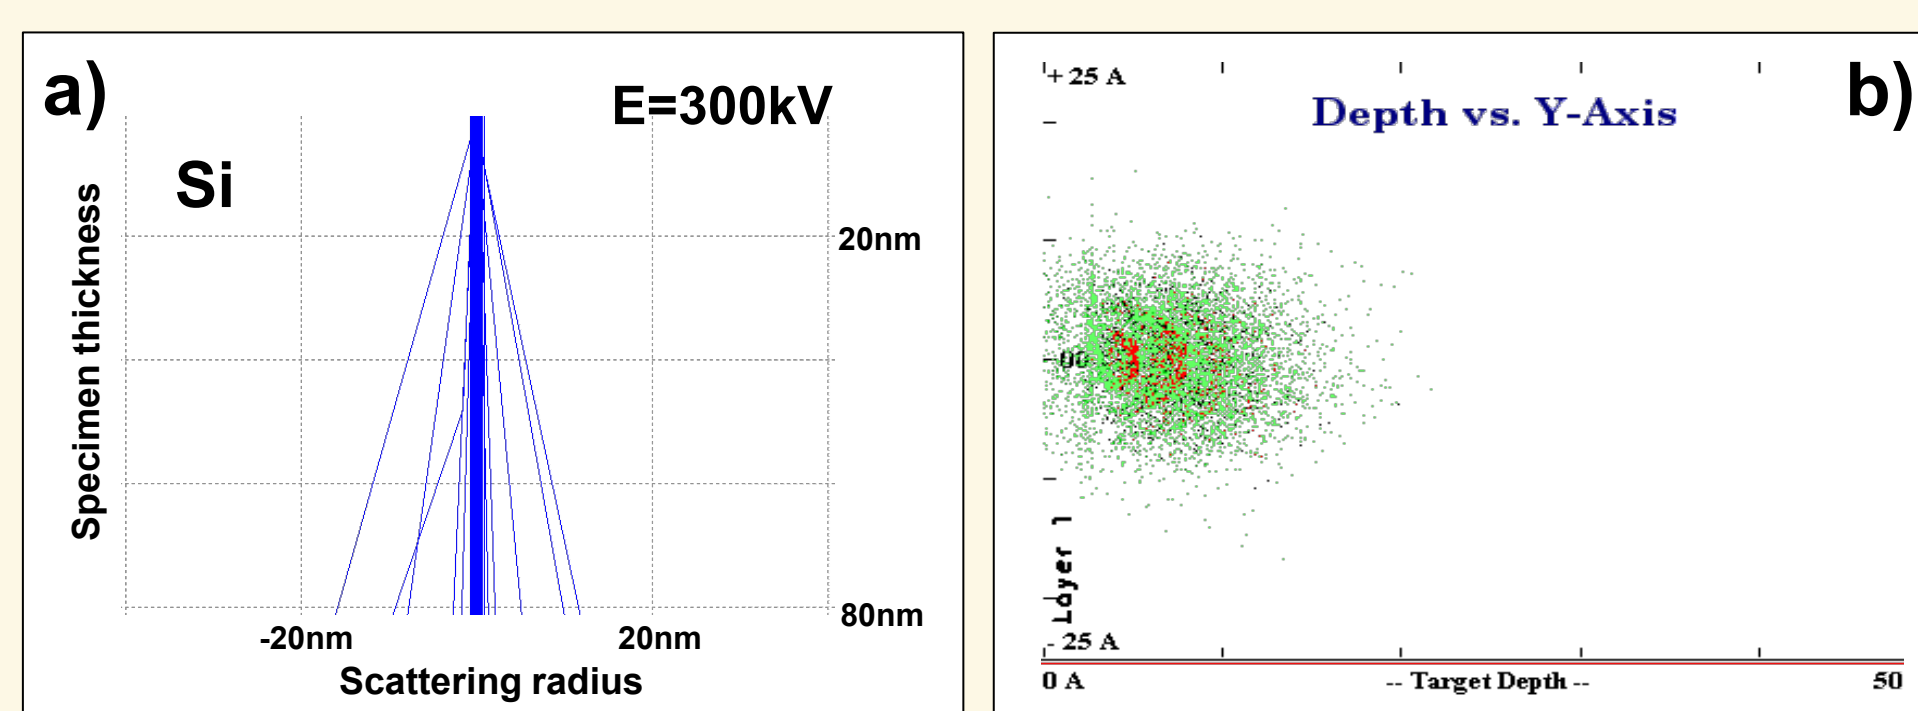 a)
E=300kV
Si
Specimen thickness
20nm
80nm
-20nm
20nm
Scattering radius
b)
+ 25 A
Depth vs. Y-Axis
00
Layer 1
- 25 A
0 A
-- Target Depth --
50